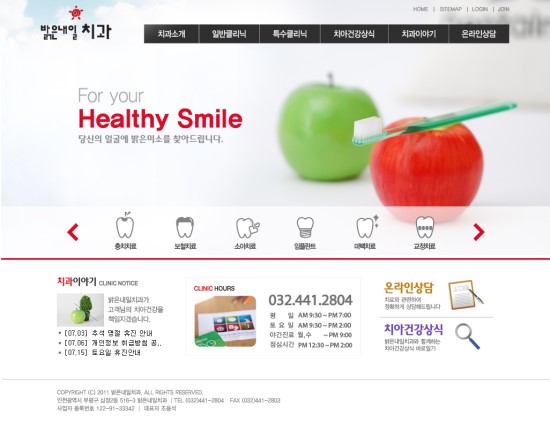 HOME | SITEMAP | LOGIN | JOIN
밝은내일 치과
치과소개 일반클리닉 특수클리닉 치아건강상식 치과이야기 온라인상담
For your
Healthy Smile
당신의 얼굴에 밝은미소를 찾아드립니다.
충치치료 보철치료 소아치료 임플란트 미백치료 교정치료
치과이야기 CLINIC NOTICE
밝은내일치과가
고객님의 치아건강을
책임지겠습니다.
• [07.03] 추석 명절 휴진 안내
• [07.06] 개인정보 취급방침 공..
• [07.15] 토요일 휴진안내
CLINIC HOURS
032.441.2804
평 일 AM 9:30 ~ PM 7:00
토 요 일 AM 9:30 ~ PM 2:00
야간진료 월,수 ~ PM 9:00
점심시간 PM 12:30 ~ PM 2:00
온라인상담
치료와 관련하여
정확하게 상담해드립니다
치아건강상식
밝은내일치과와 함께하는
치아건강상식 바로알기
COPYRIGHT (C) 2011 밝은내일치과, ALL RIGHTS RESERVED.
인천광역시 부평구 십정2동 516-3 밝은내일치과 | TEL 032)441-2804 FAX 032)441-2803
사업자 등록번호 122-91-33342 | 대표자 조용석